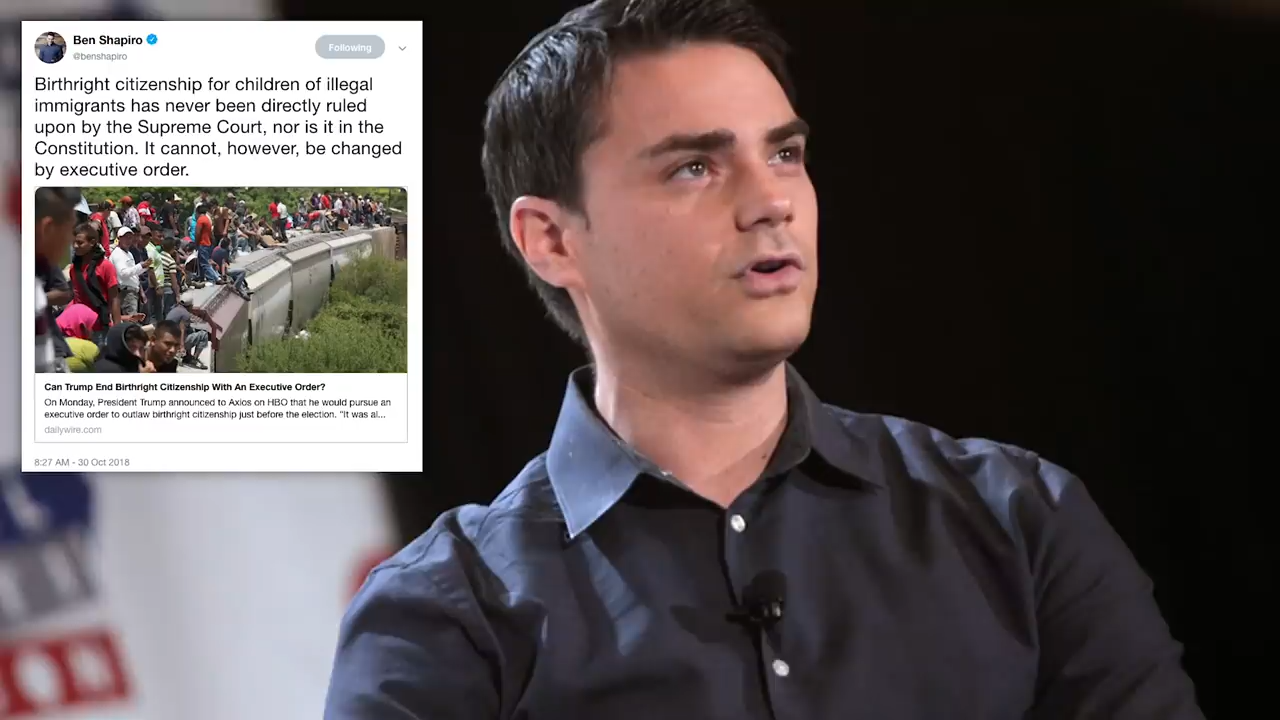 Ben Shapiro
@benshapiro
Following
Birthright citizenship for children of illegal
immigrants has never been directly ruled
upon by the Supreme Court, nor is it in the
Constitution. It cannot, however, be changed
by executive order.
Can Trump End Birthright Citizenship With An Executive Order?
On Monday, President Trump announced to Axios on HBO that he would pursue an
executive order to outlaw birthright citizenship just before the election. "It was al...
dailywire.com
8:27 AM - 30 Oct 2018